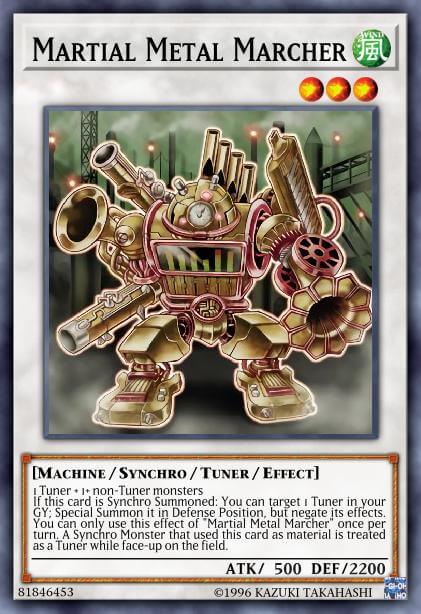 MARTIAL METAL MARCHER
WIND
風
[MACHINE / SYNCHRO / TUNER / EFFECT]
1 Tuner + 1+ non-Tuner monsters
If this card is Synchro Summoned: You can target 1 Tuner in your
GY; Special Summon it in Defense Position, but negate its effects.
You can only use this effect of "Martial Metal Marcher" once per
turn. A Synchro Monster that used this card as material is treated
as a Tuner while face-up on the field.
ATK/ 500 DEF/2200
81846453
©1996 KAZUKI TAKAHASHI